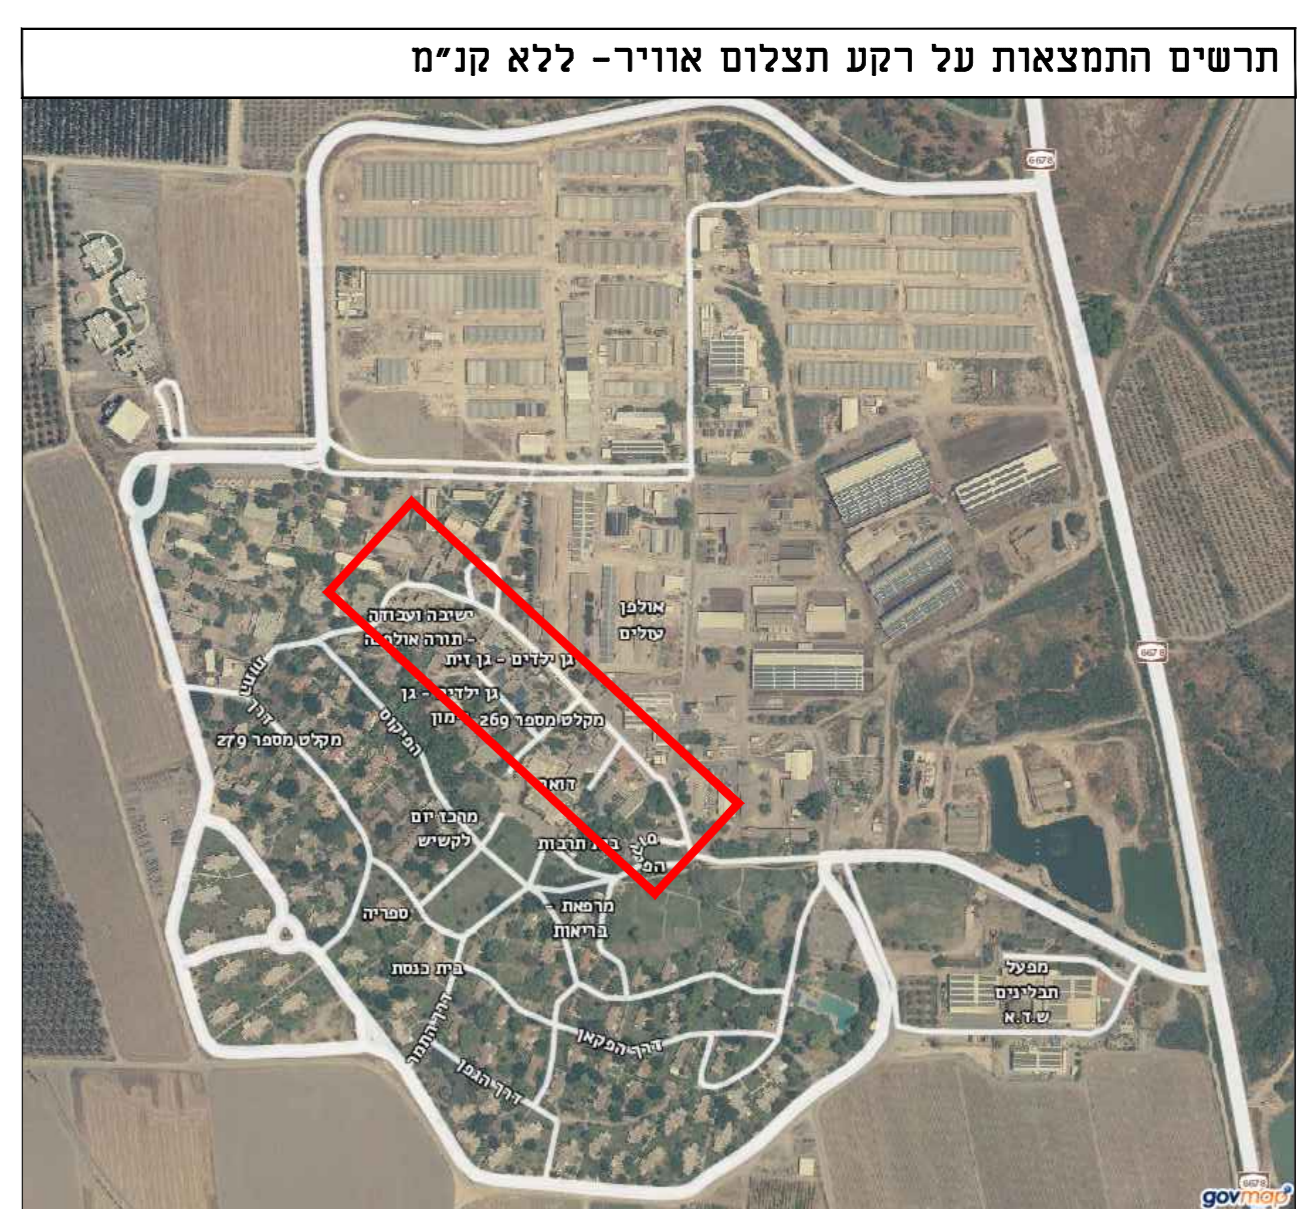 תרשים התמצאות על רקע תצלום אוויר- ללא קנ"מ
6678
אולפן
עולים
ישיבה ועבודה
- תורה
גן ילדים - גן זית
גן ילדים - גן
מקלט מספר 269
6678
דרך
הפיקוס
מקלט מספר 279
דואר
מרכז יום
לקשיש
בית תרבות
ספריה
מרפאת -
בריאות
בית כנסת
מפעל
תבלינים
ש.ד.א
דרך התמר
דרך הפקאן
דרך הגפן
6678
govmap